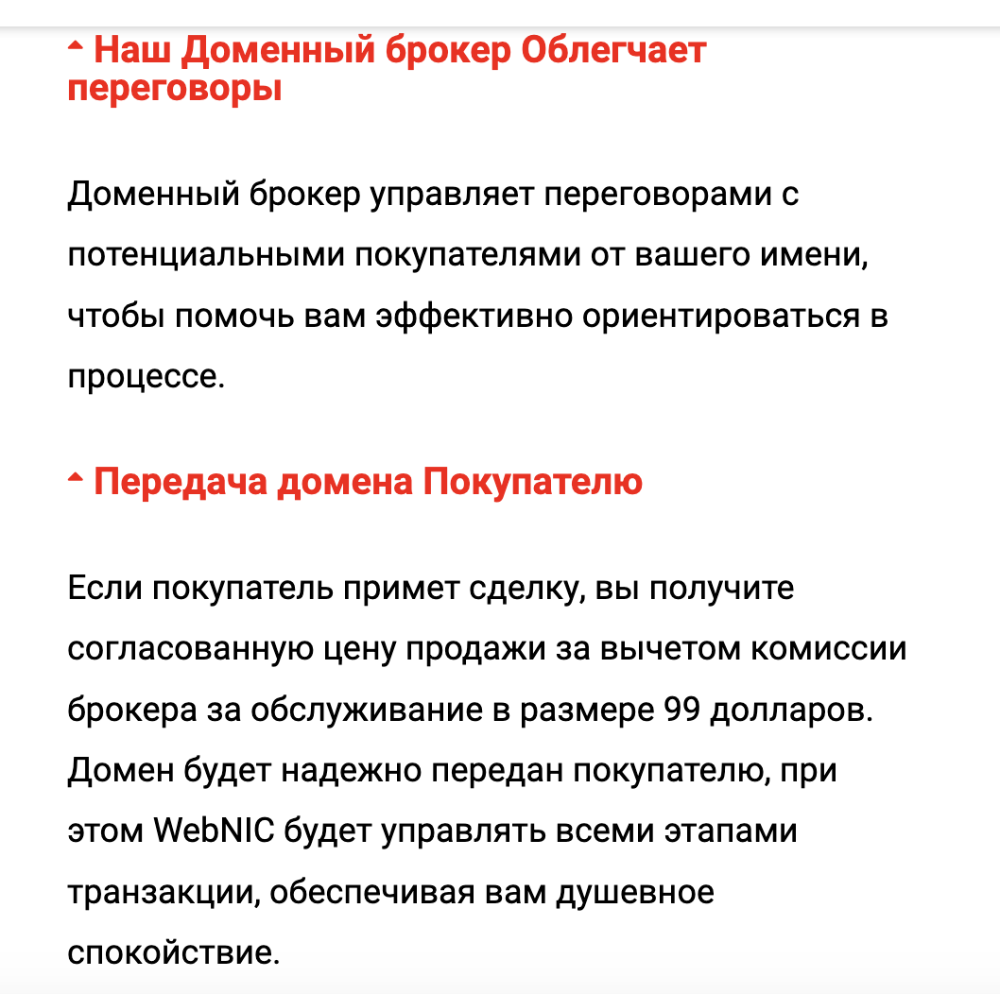 Наш Доменный брокер Облегчает
переговоры
Доменный брокер управляет переговорами с
потенциальными покупателями от вашего имени,
чтобы помочь вам эффективно ориентироваться в
процессе.
Передача домена Покупателю
Если покупатель примет сделку, вы получите
согласованную цену продажи за вычетом комиссии
брокера за обслуживание в размере 99 долларов.
Домен будет надежно передан покупателю, при
этом WebNIC будет управлять всеми этапами
транзакции, обеспечивая вам душевное
спокойствие.